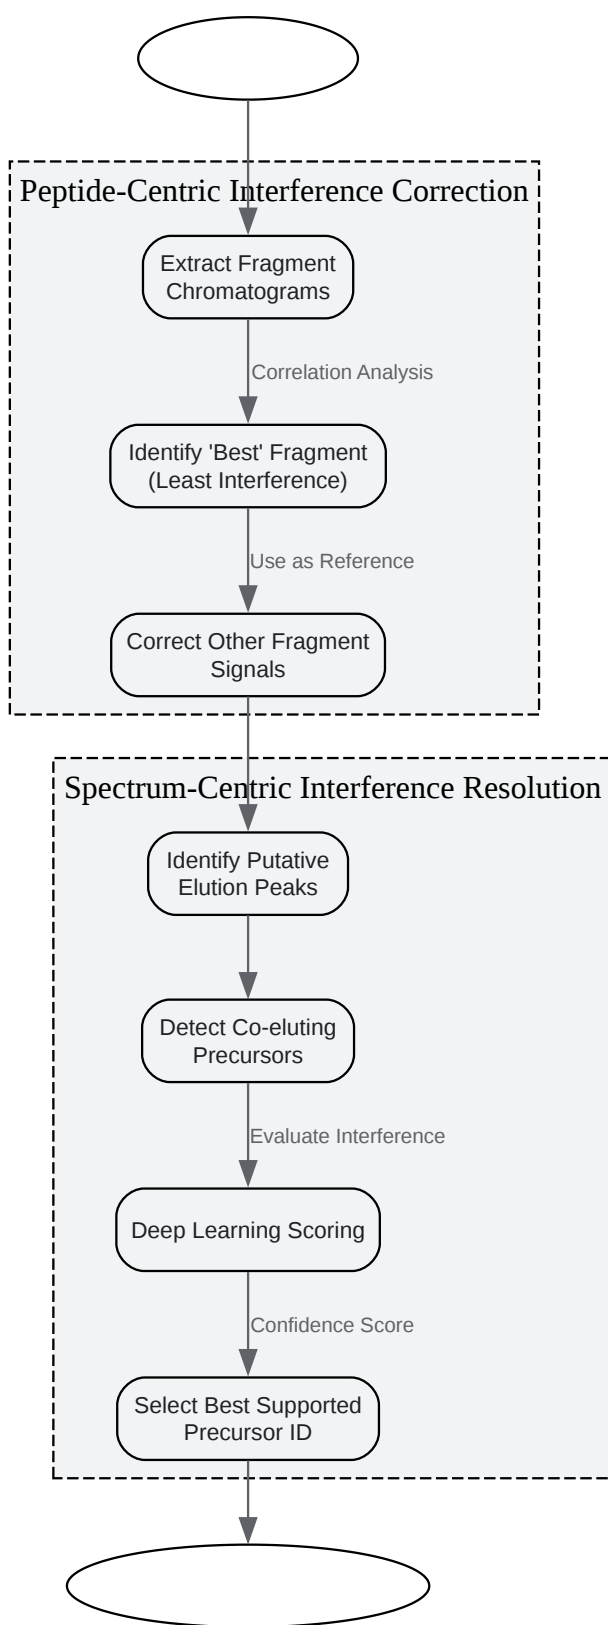 Peptide-Centric Interference Correction
Extract Fragment
Chromatograms
Correlation Analysis
Identify 'Best' Fragment
(Least Interference)
Use as Reference
Correct Other Fragment
Signals
Spectrum-Centric Interference Resolution
Identify Putative
Elution Peaks
Detect Co-eluting
Precursors
Evaluate Interference
Deep Learning Scoring
Confidence Score
Select Best Supported
Precursor ID